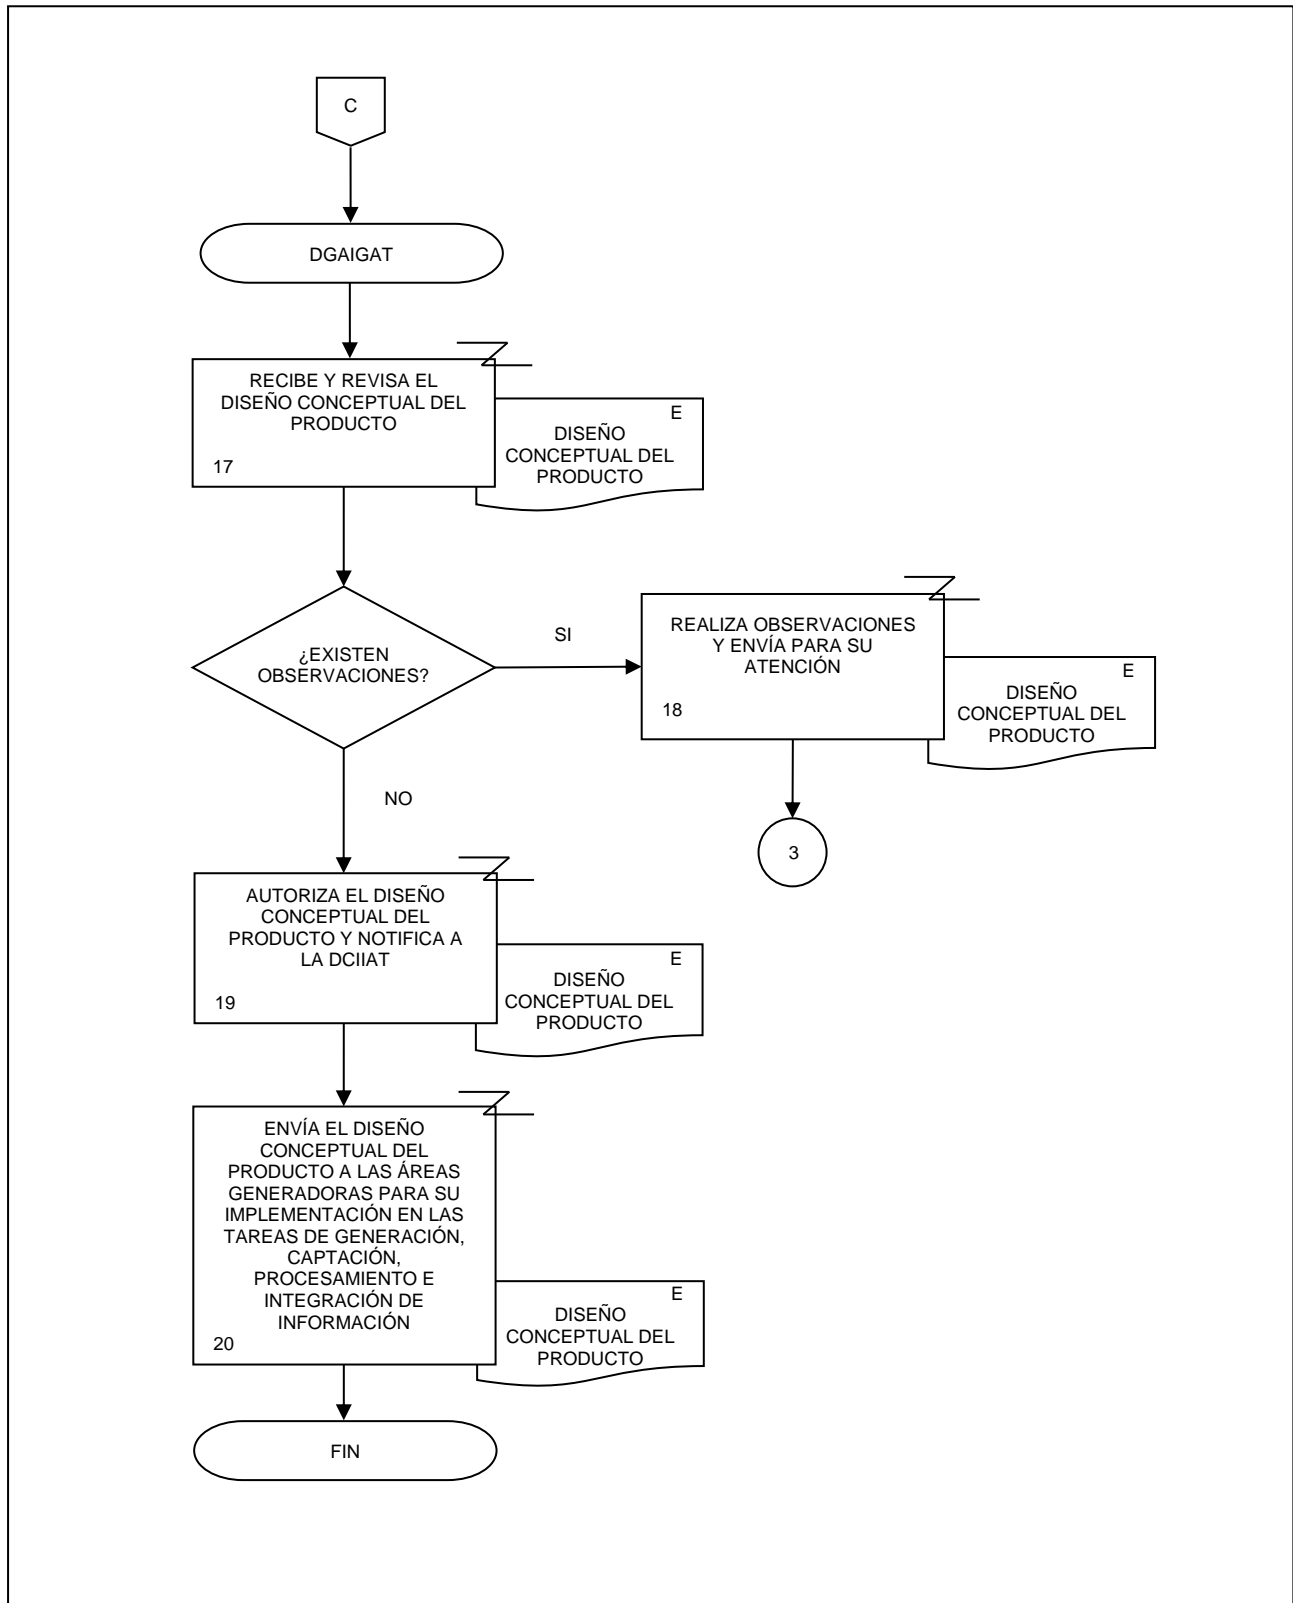 C
DGAIGAT
RECIBE Y REVISA EL
DISEÑO CONCEPTUAL DEL
PRODUCTO
17
E
DISEÑO
CONCEPTUAL DEL
PRODUCTO
¿EXISTEN
OBSERVACIONES?
SI
REALIZA OBSERVACIONES
Y ENVÍA PARA SU
ATENCIÓN
18
E
DISEÑO
CONCEPTUAL DEL
PRODUCTO
3
NO
AUTORIZA EL DISEÑO
CONCEPTUAL DEL
PRODUCTO Y NOTIFICA A
LA DCIIAT
19
E
DISEÑO
CONCEPTUAL DEL
PRODUCTO
ENVÍA EL DISEÑO
CONCEPTUAL DEL
PRODUCTO A LAS ÁREAS
GENERADORAS PARA SU
IMPLEMENTACIÓN EN LAS
TAREAS DE GENERACIÓN,
CAPTACIÓN,
PROCESAMIENTO E
INTEGRACIÓN DE
INFORMACIÓN
20
E
DISEÑO
CONCEPTUAL DEL
PRODUCTO
FIN